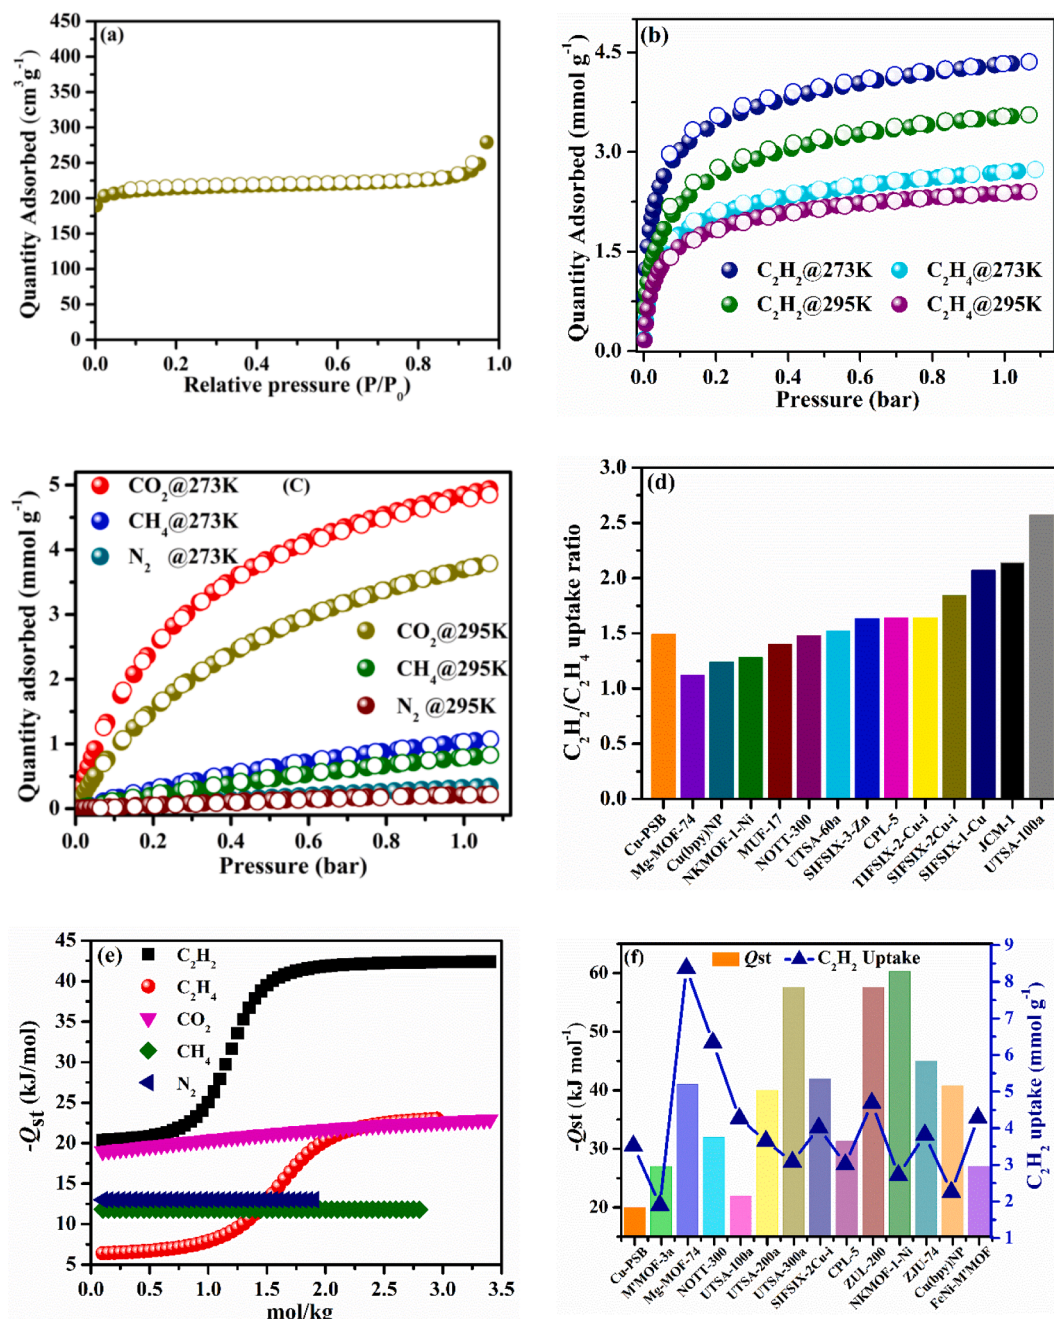 (a)
450
400
350
300
250
200
150
100
50
0
Quantity Adsorbed (cm³g⁻¹)
0.0 0.2 0.4 0.6 0.8 1.0
Relative pressure (P/P₀)
(b)
4.5
3.0
1.5
0.0
Quantity Adsorbed (mmol g⁻¹)
C₂H₂@273K C₂H₄@273K
C₂H₂@295K C₂H₄@295K
0.0 0.2 0.4 0.6 0.8 1.0
Pressure (bar)
(C)
5
4
3
2
1
0
Quantity adsorbed (mmol g⁻¹)
CO₂@273K
CH₄@273K
N₂ @273K
CO₂@295K
CH₄@295K
N₂ @295K
0.0 0.2 0.4 0.6 0.8 1.0
Pressure (bar)
(d)
3.0
2.5
2.0
1.5
1.0
0.5
0.0
C₂H₂/C₂H₄ uptake ratio
Cu-PSB
Mg-MOF-74
Cu(bpy)NP
NKMOF-1-Ni
MUF-17
NOTT-300
UTSA-60a
SIFSIX-3-Zn
CPL-5
TIFSIX-2-Cu-i
SIFSIX-2Cu-i
SIFSIX-1-Cu
JCM-1
UTSA-100a
(e)
45
40
35
30
25
20
15
10
5
-Qst (kJ/mol)
C₂H₂
C₂H₄
CO₂
CH₄
N₂
0.0 0.5 1.0 1.5 2.0 2.5 3.0 3.5
mol/kg
(f)
Qst C₂H₂ Uptake
60
50
40
30
20
-Qst (kJ mol⁻¹)
9
8
7
6
5
4
3
2
1
C₂H₂ uptake (mmol g⁻¹)
Cu-PSB
M'MOF-3a
Mg-MOF-74
NOTT-300
UTSA-100a
UTSA-200a
UTSA-300a
SIFSIX-2Cu-i
CPL-5
ZUL-200
NKMOF-1-Ni
ZJU-74
Cu(bpy)NP
FeNi-M'MOF